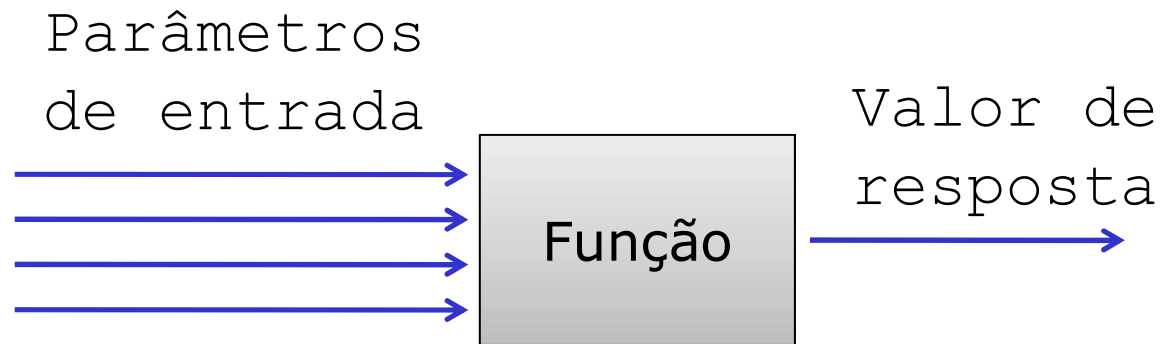 Parâmetros
de entrada
Função
Valor de
resposta